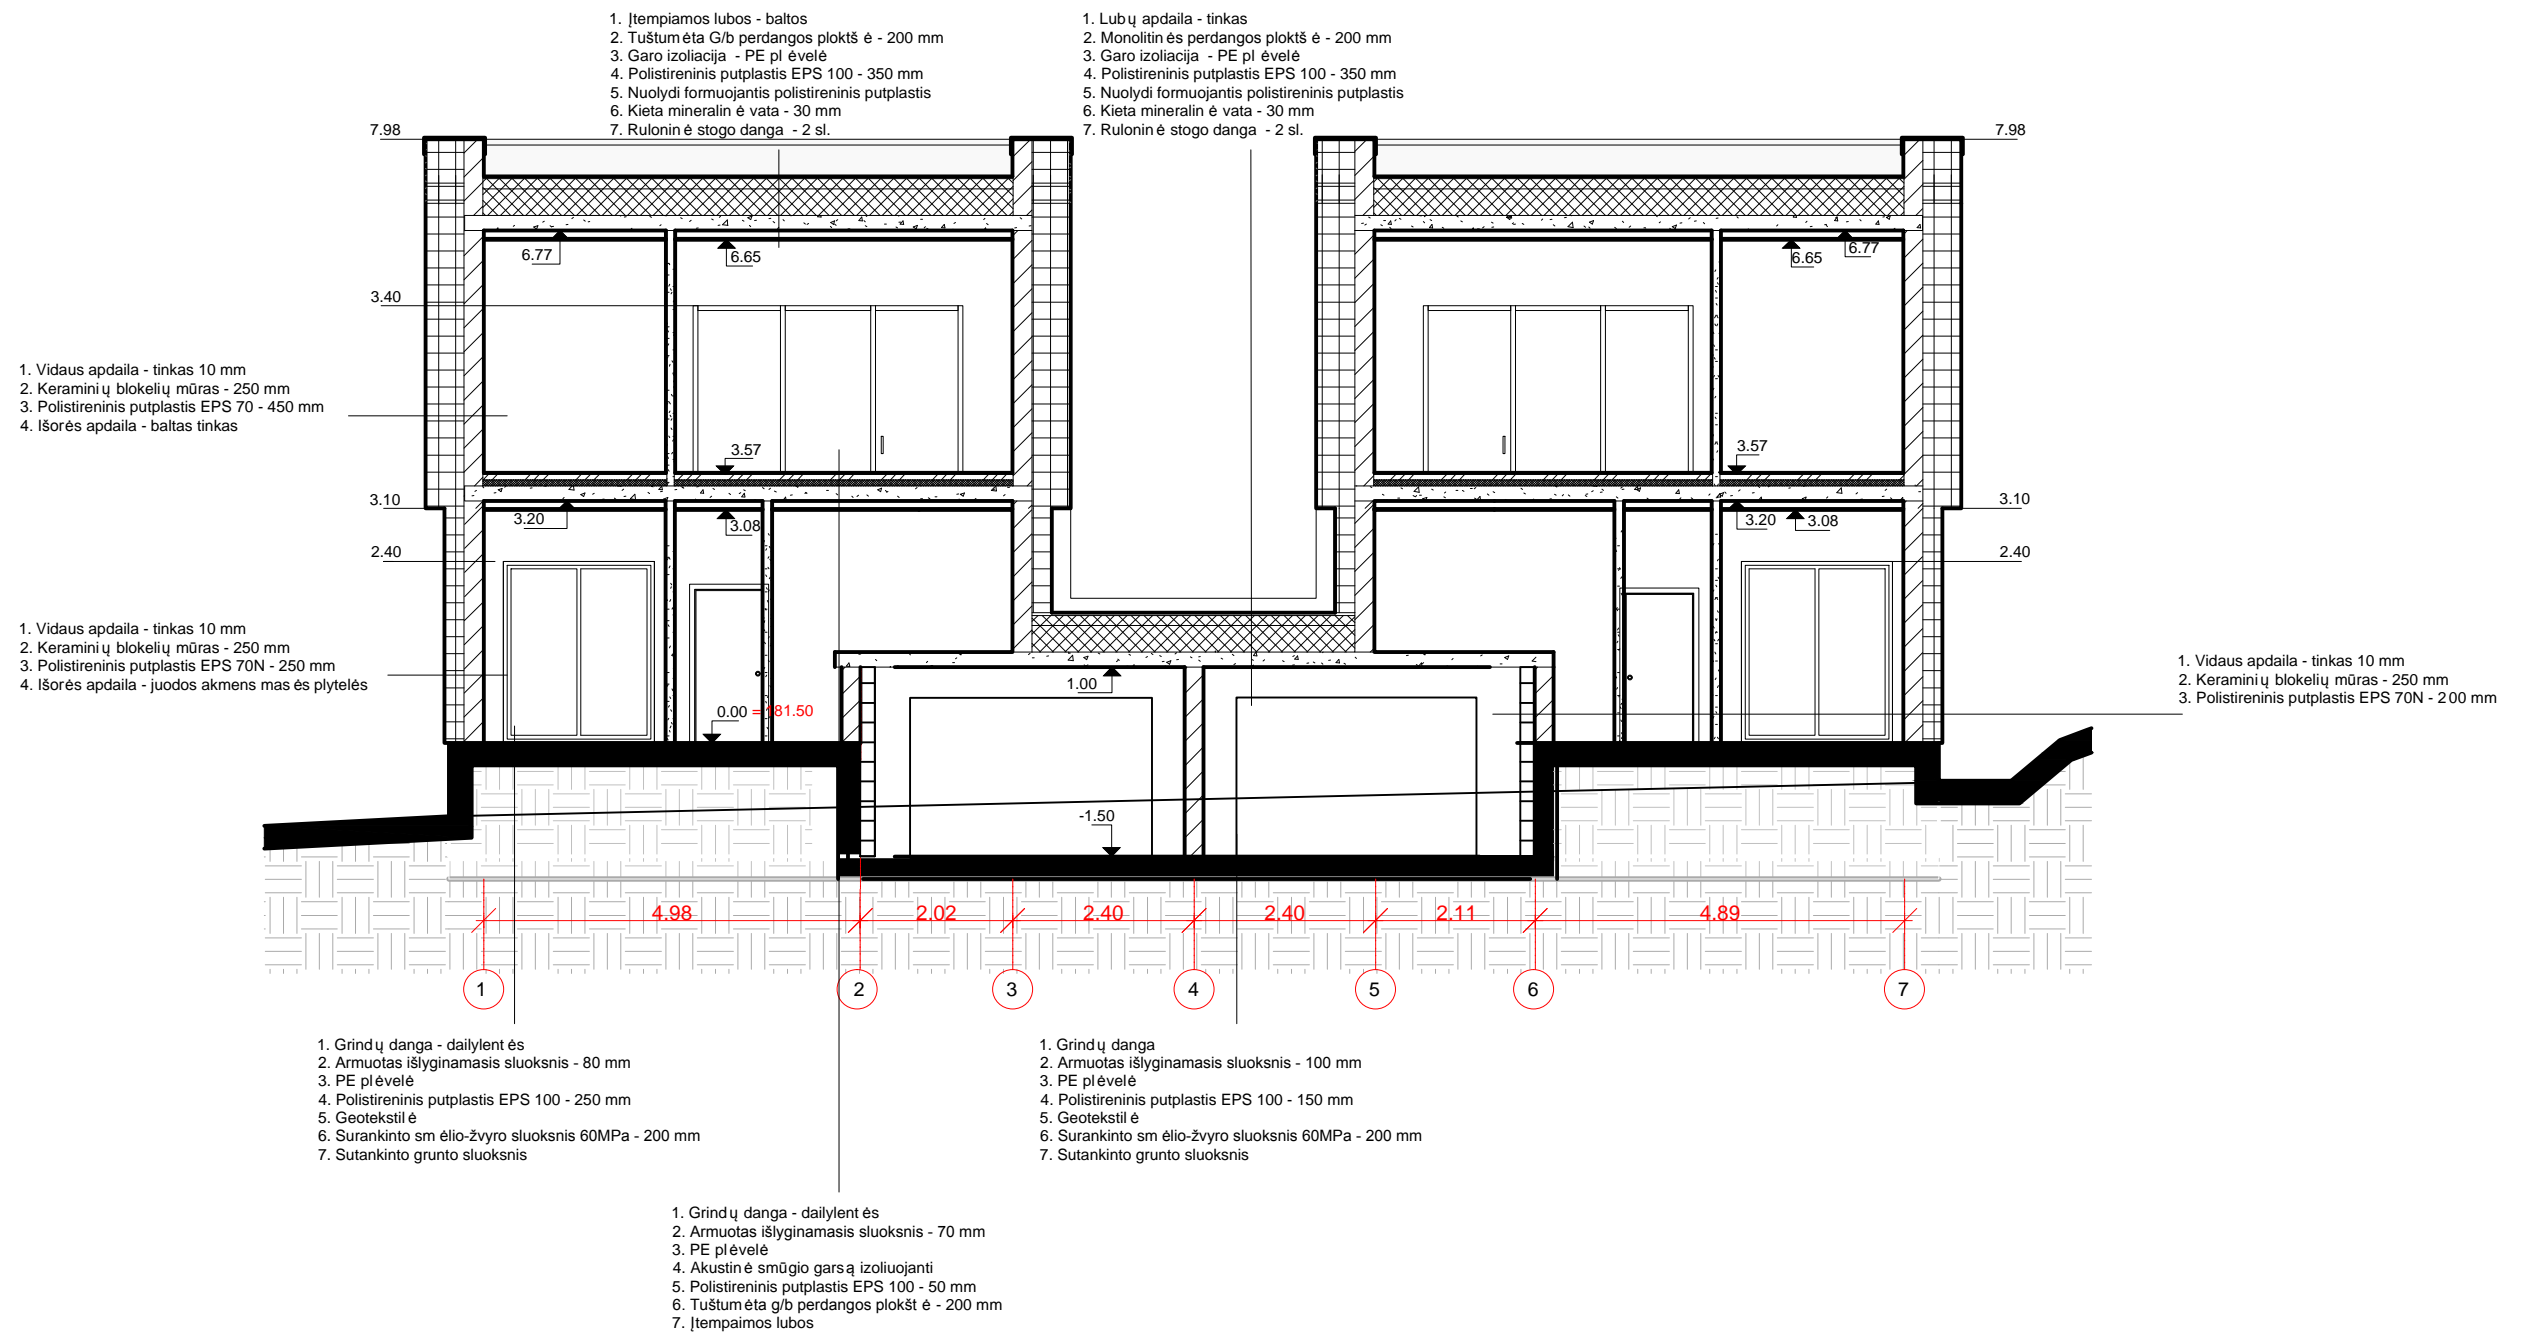 1. Įtempiamos lubos - baltos
2. Tuštumėta G/b perdangos ploktšė - 200 mm
3. Garo izoliacija - PE plėvelė
4. Polistireninis putplastis EPS 100 - 350 mm
5. Nuolydi formuojantis polistireninis putplastis
6. Kieta mineralinė vata - 30 mm
7. Ruloninė stogo danga - 2 sl.
1. Lubų apdaila - tinkas
2. Monolitinės perdangos ploktšė - 200 mm
3. Garo izoliacija - PE plėvelė
4. Polistireninis putplastis EPS 100 - 350 mm
5. Nuolydi formuojantis polistireninis putplastis
6. Kieta mineralinė vata - 30 mm
7. Ruloninė stogo danga - 2 sl.
7.98
7.98
6.77
6.65
6.65
6.77
3.40
1. Vidaus apdaila - tinkas 10 mm
2. Keraminių blokelių mūras - 250 mm
3. Polistireninis putplastis EPS 70 - 450 mm
4. Išorės apdaila - baltas tinkas
3.57
3.57
3.10
3.10
3.20
3.08
3.20
3.08
2.40
2.40
1. Vidaus apdaila - tinkas 10 mm
2. Keraminių blokelių mūras - 250 mm
3. Polistireninis putplastis EPS 70N - 250 mm
4. Išorės apdaila - juodos akmens masės plytelės
1. Vidaus apdaila - tinkas 10 mm
2. Keraminių blokelių mūras - 250 mm
3. Polistireninis putplastis EPS 70N - 200 mm
1.00
0.00 = 181.50
-1.50
4.98
2.02
2.40
2.40
2.11
4.89
1
2
3
4
5
6
7
1. Grindų danga - dailylentės
2. Armuotas išlyginamasis sluoksnis - 80 mm
3. PE plėvelė
4. Polistireninis putplastis EPS 100 - 250 mm
5. Geotekstilė
6. Surankinto smėlio-žvyro sluoksnis 60MPa - 200 mm
7. Sutankinto grunto sluoksnis
1. Grindų danga
2. Armuotas išlyginamasis sluoksnis - 100 mm
3. PE plėvelė
4. Polistireninis putplastis EPS 100 - 150 mm
5. Geotekstilė
6. Surankinto smėlio-žvyro sluoksnis 60MPa - 200 mm
7. Sutankinto grunto sluoksnis
1. Grindų danga - dailylentės
2. Armuotas išlyginamasis sluoksnis - 70 mm
3. PE plėvelė
4. Akustinė smūgio garsą izoliuojanti
5. Polistireninis putplastis EPS 100 - 50 mm
6. Tuštumėta g/b perdangos plokštė - 200 mm
7. Įtempaimos lubos